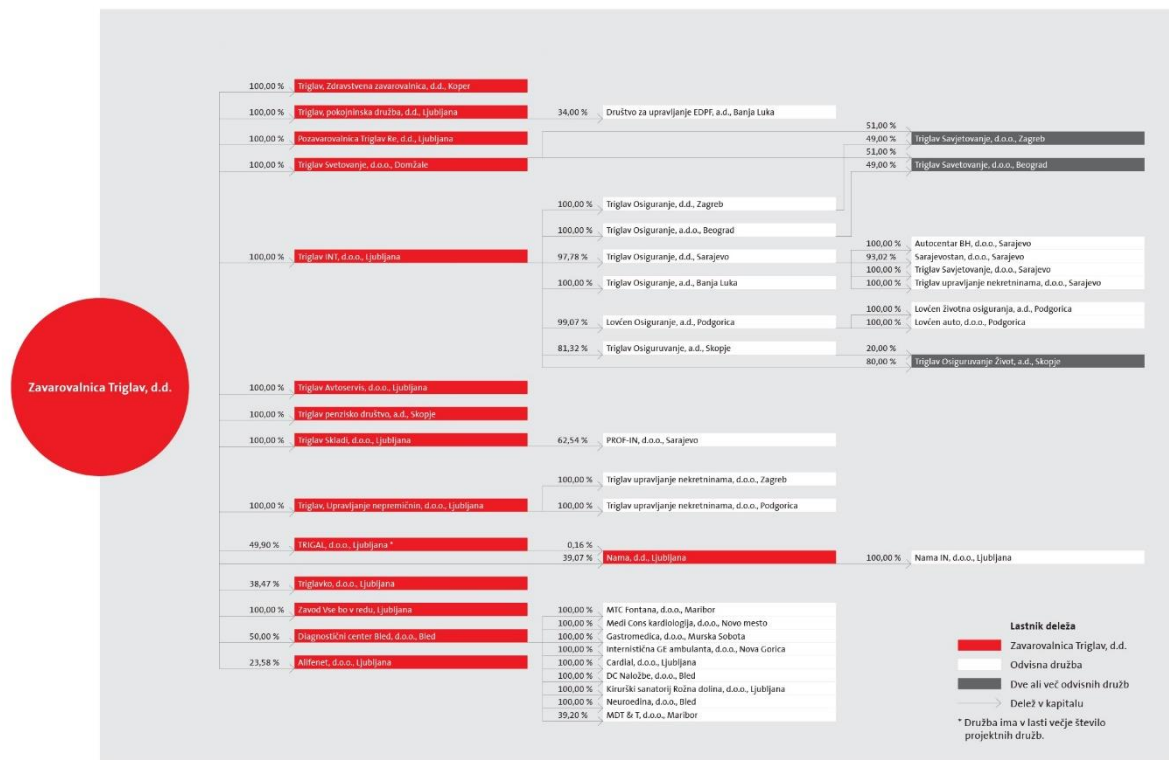 100,00 % Triglav, Zdravstvena zavarovalnica, d.d., Koper
100,00 % Triglav, pokojninska družba, d.d., Ljubljana 34,00 % Društvo za upravljanje EDPF, a.d., Banja Luka
51,00 %
100,00 % Pozavarovalnica Triglav Re, d.d., Ljubljana 49,00 % Triglav Savjetovanje, d.o.o., Zagreb
51,00 %
100,00 % Triglav Svetovanje, d.o.o., Domžale 49,00 % Triglav Savetovanje, d.o.o., Beograd
100,00 % Triglav Osiguranje, d.d., Zagreb
100,00 % Triglav Osiguranje, a.d.o., Beograd
100,00 % Autocentar BH, d.o.o., Sarajevo
100,00 % Triglav INT, d.o.o., Ljubljana 97,78 % Triglav Osiguranje, d.d., Sarajevo 93,02 % Sarajevostan, d.o.o., Sarajevo
100,00 % Triglav Savjetovanje, d.o.o., Sarajevo
100,00 % Triglav Osiguranje, a.d., Banja Luka 100,00 % Triglav upravljanje nekretninama, d.o.o., Sarajevo
100,00 % Lovćen životna osiguranja, a.d., Podgorica
99,07 % Lovćen Osiguranje, a.d., Podgorica 100,00 % Lovćen auto, d.o.o., Podgorica
81,32 % Triglav Osiguruvanje, a.d., Skopje 20,00 %
80,00 % Triglav Osiguruvanje Život, a.d., Skopje
Zavarovalnica Triglav, d.d.
100,00 % Triglav Avtoservis, d.o.o., Ljubljana
100,00 % Triglav penzisko društvo, a.d., Skopje
100,00 % Triglav Skladi, d.o.o., Ljubljana 62,54 % PROF-IN, d.o.o., Sarajevo
100,00 % Triglav upravljanje nekretninama, d.o.o., Zagreb
100,00 % Triglav, Upravljanje nepremičnin, d.o.o., Ljubljana 100,00 % Triglav upravljanje nekretninama, d.o.o., Podgorica
49,90 % TRIGAL, d.o.o., Ljubljana * 0,16 %
39,07 % Nama, d.d., Ljubljana 100,00 % Nama IN, d.o.o., Ljubljana
38,47 % Triglavko, d.o.o., Ljubljana
100,00 % Zavod Vse bo v redu, Ljubljana 100,00 % MTC Fontana, d.o.o., Maribor
100,00 % Medi Cons kardiologija, d.o.o., Novo mesto
50,00 % Diagnostični center Bled, d.o.o., Bled 100,00 % Gastromedica, d.o.o., Murska Sobota
100,00 % Internistična GE ambulanta, d.o.o., Nova Gorica
23,58 % Alifenet, d.o.o., Ljubljana 100,00 % Cardial, d.o.o., Ljubljana
100,00 % DC Naložbe, d.o.o., Bled
100,00 % Kirurški sanatorij Rožna dolina, d.o.o., Ljubljana
100,00 % Neuroedina, d.o.o., Bled
39,20 % MDT & T, d.o.o., Maribor
Lastnik deleža
Zavarovalnica Triglav, d.d.
Odvisna družba
Dve ali več odvisnih družb
Delež v kapitalu
* Družba ima v lasti večje število
projektnih družb.